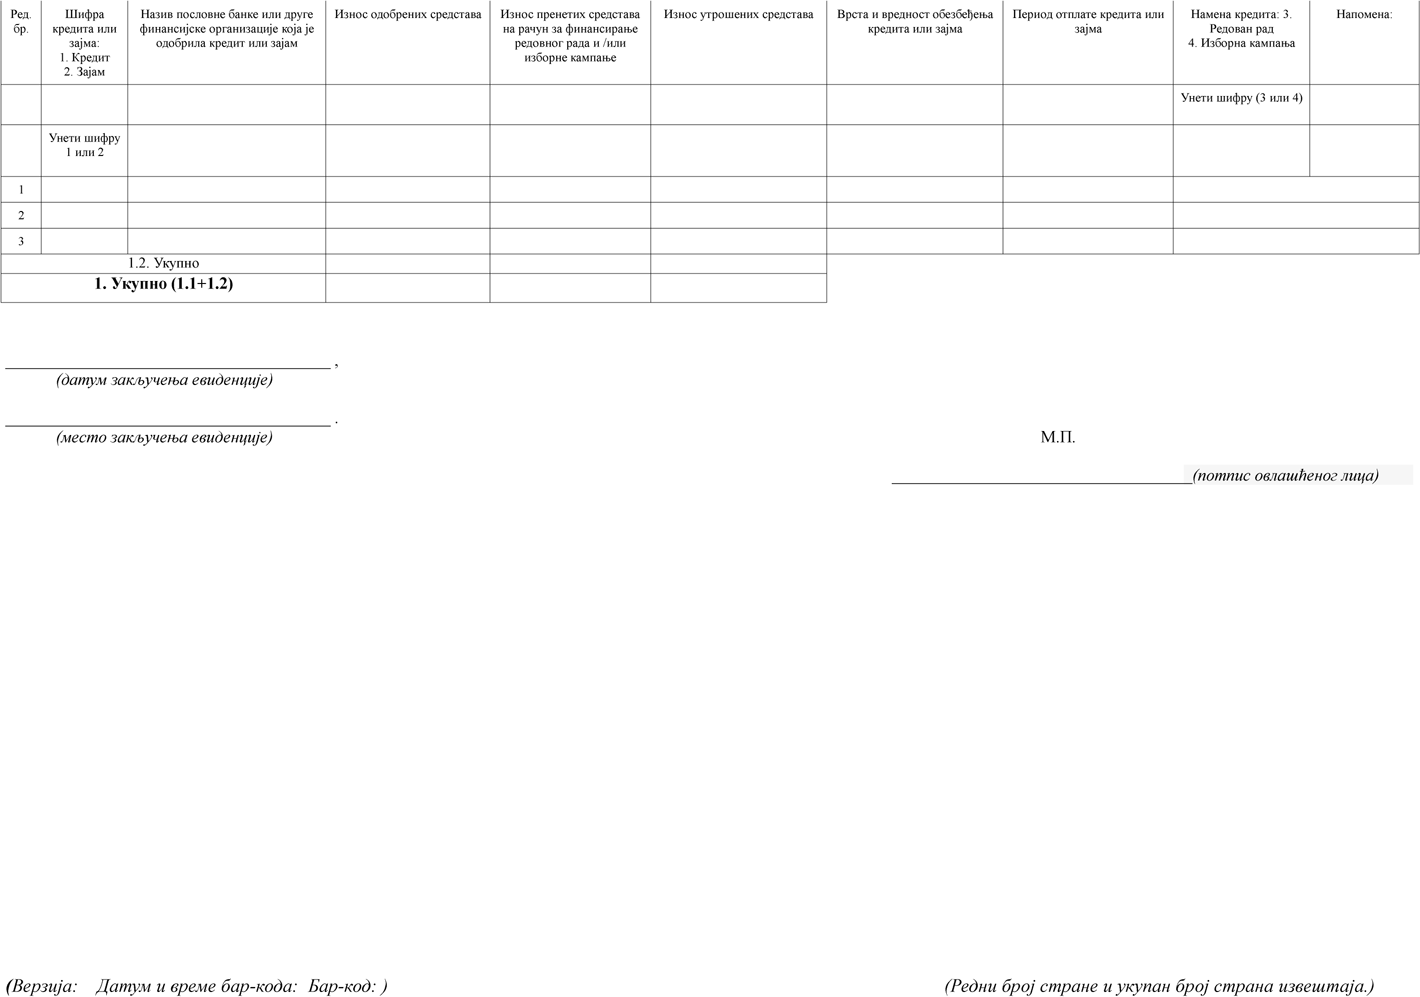 Ред. бр.
Шифра кредита или зајма:
1. Кредит
2. Зајам
Назив пословне банке или друге финансијске организације која је одобрила кредит или зајам
Износ одобрених средстава
Износ пренетих средстава на рачун за финансирање редовног рада и /или изборне кампање
Износ утрошених средстава
Врста и вредност обезбеђења кредита или зајма
Период отплате кредита или зајма
Намена кредита: 3. Редован рад
4. Изборна кампања
Напомена:
Унети шифру (3 или 4)
Унети шифру 1 или 2
1
2
3
1.2. Укупно
1. Укупно (1.1+1.2)
,
(датум закључења евиденције)
.
(место закључења евиденције)
М.П.
(потпис овлашћеног лица)
(Верзија: Датум и време бар-кода: Бар-код: )
(Редни број стране и укупан број страна извештаја.)